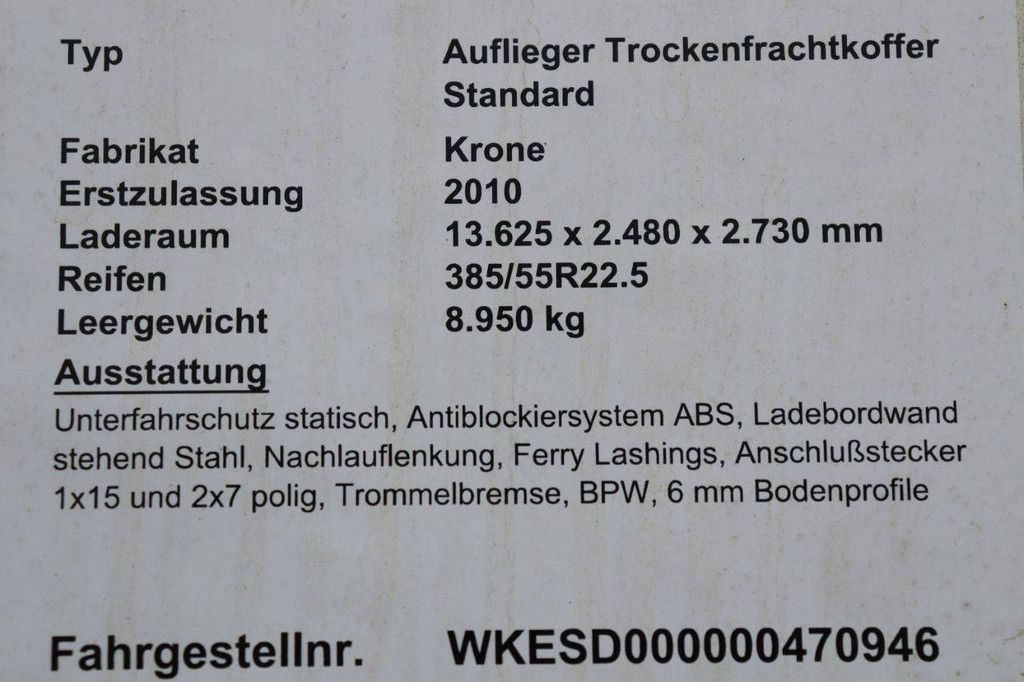 Typ Auflieger Trockenfrachtkoffer
Standard
Fabrikat Krone
Erstzulassung 2010
Laderaum 13.625 x 2.480 x 2.730 mm
Reifen 385/55R22.5
Leergewicht 8.950 kg
Ausstattung
Unterfahrschutz statisch, Antiblockiersystem ABS, Ladebordwand
stehend Stahl, Nachlauflenkung, Ferry Lashings, Anschlußstecker
1x15 und 2x7 polig, Trommelbremse, BPW, 6 mm Bodenprofile
Fahrgestellnr. WKESD000000470946